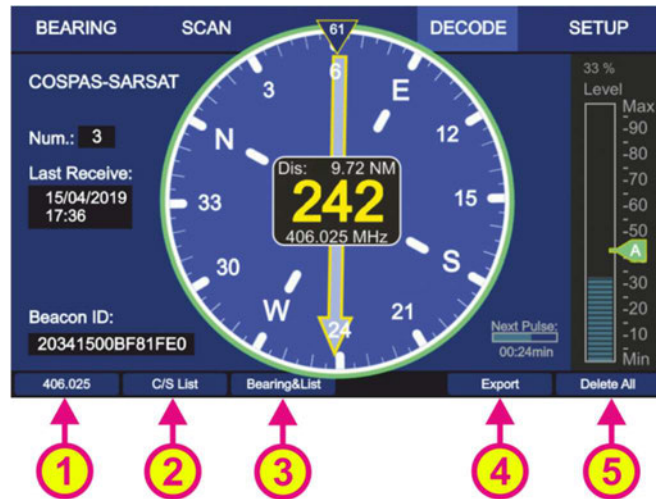 BEARING SCAN DECODE SETUP
61
COSPAS-SARSAT
Num.: 3
Last Receive:
15/04/2019
17:36
Beacon ID:
20341500BF81FE0
6
3 E
N 12
33 15
30 S
W 21
24
Dis: 9.72 NM
242
406.025 MHz
Next Pulse:
00:24min
33 %
Level
Max
-90
-80
-70
-60
-50
A
-30
-20
-10
Min
406.025 C/S List Bearing&List Export Delete All
1 2 3 4 5